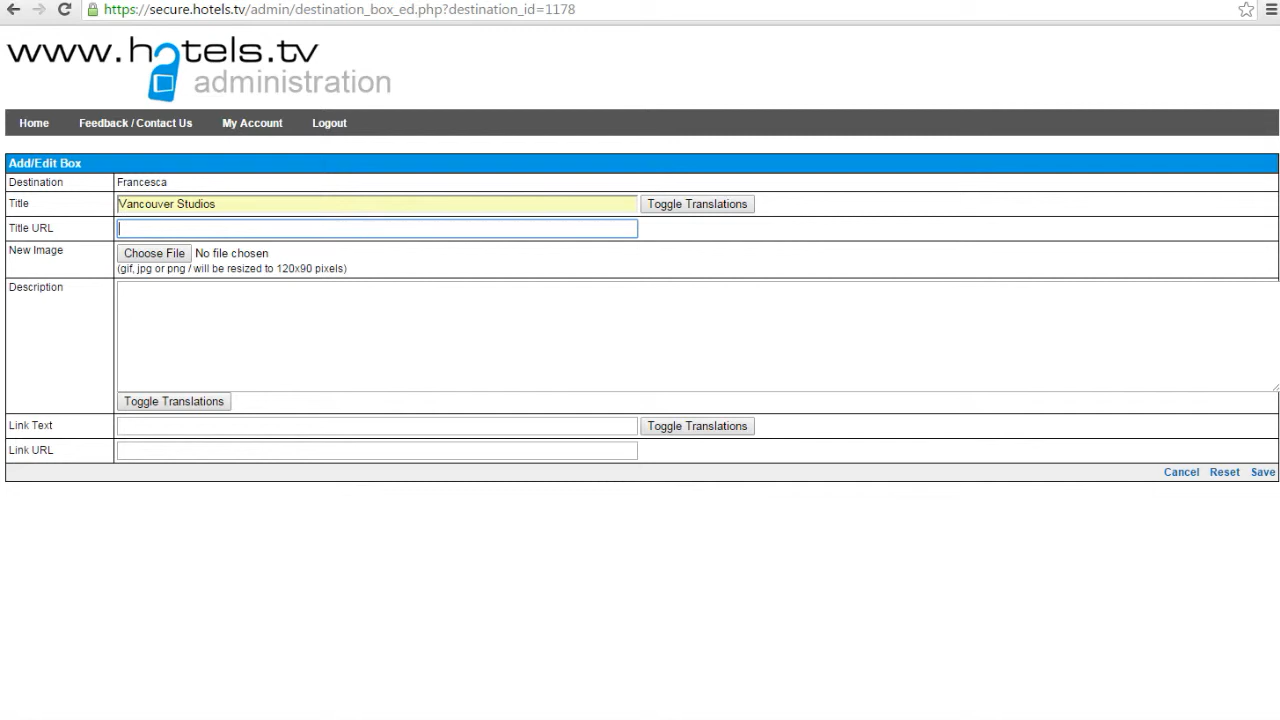 https://secure.hotels.tv/admin/destination_box_ed.php?destination_id=1178
www.hotels.tv
administration
Home Feedback / Contact Us My Account Logout
Add/Edit Box
Destination Francesca
Title Vancouver Studios Toggle Translations
Title URL
New Image Choose File No file chosen
(gif, jpg or png / will be resized to 120x90 pixels)
Description
Toggle Translations
Link Text Toggle Translations
Link URL
Cancel Reset Save